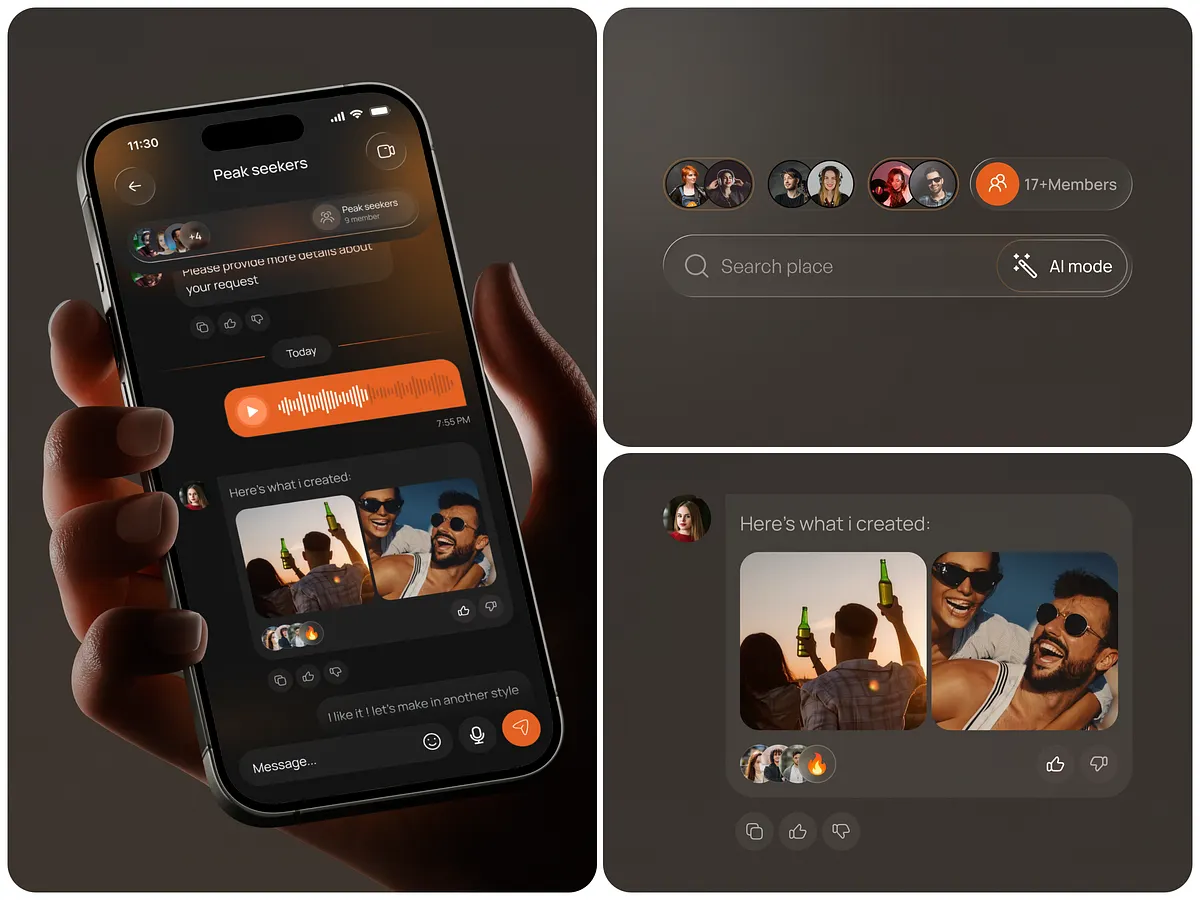 11:30
Peak seekers
+4
Peak seekers
9 member
Please provide more details about
your request
Today
7:55 PM
Here's what i created:
I like it ! let's make in another style
Message...
17+Members
Search place
AI mode
Here's what i created: